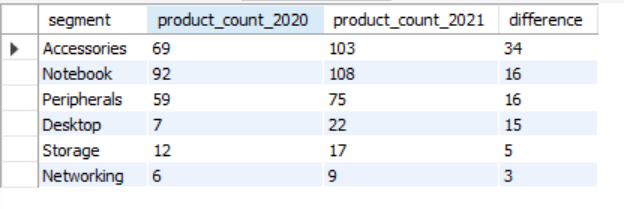 segment product_count_2020 product_count_2021 difference
Accessories 69 103 34
Notebook 92 108 16
Peripherals 59 75 16
Desktop 7 22 15
Storage 12 17 5
Networking 6 9 3